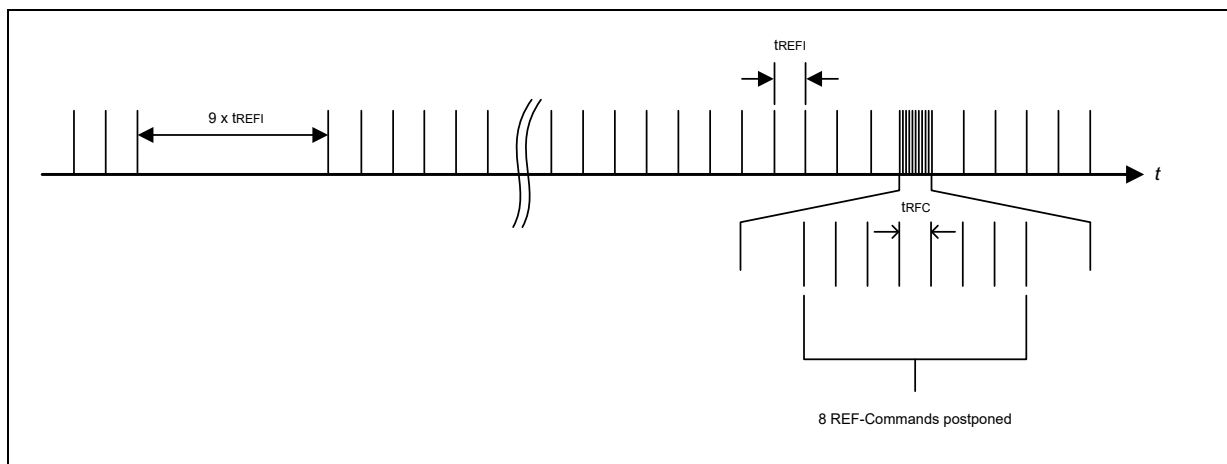 tREFI
9 x tREFI
t
tRFC
8 REF-Commands postponed